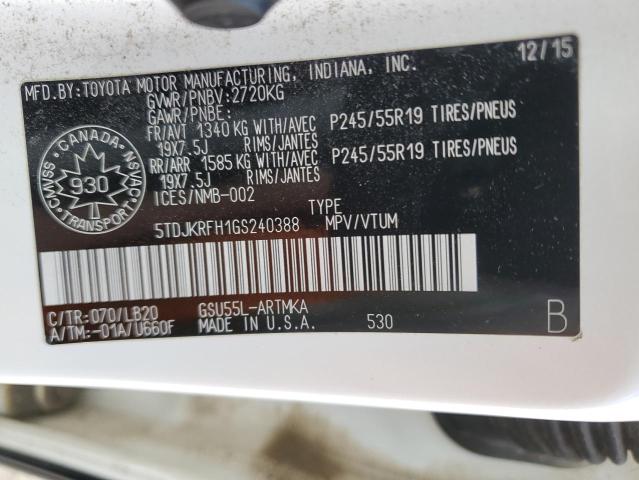 12/15
MFD.BY:TOYOTA MOTOR MANUFACTURING, INDIANA, INC.
GVWR/PNBV:2720KG
GAWR/PNBE:
FR/AVT 1340 KG WITH/AVEC P245/55R19 TIRES/PNEUS
19X7.5J RIMS/JANTES
RR/ARR 1585 KG WITH/AVEC P245/55R19 TIRES/PNEUS
19X7.5J RIMS/JANTES
ICES/NMB-002
CANADA
CMVSS NSVAC
930
TRANSPORT
TYPE
5TDJKRFH1GS240388 MPV/VTUM
C/TR:070/LB20 GSU55L-ARTMKA
A/TM:-01A/U660F MADE IN U.S.A. 530 B